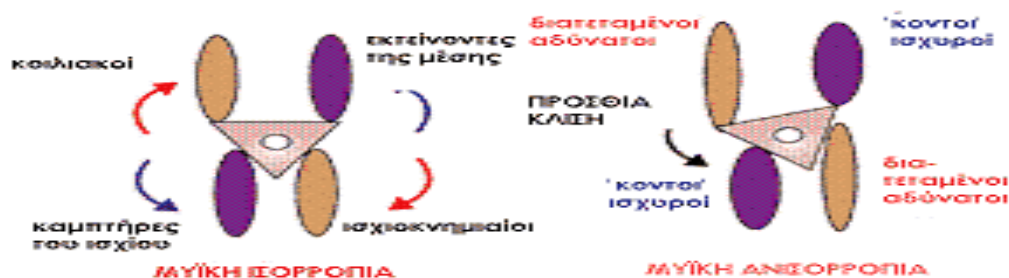 κοιλιακοί
εκτείνοντες
της μέσης
καμπτήρες
του ισχίου
ισχιοκνημιαίοι
ΜΥΪΚΗ ΙΣΟΡΡΟΠΙΑ
διατεταμένοι
αδύνατοι
'κοντοί'
ισχυροί
ΠΡΟΣΘΙΑ
ΚΛΙΣΗ
'κοντοί'
ισχυροί
δια-
τεταμένοι
αδύνατοι
ΜΥΪΚΗ ΑΝΙΣΟΡΡΟΠΙΑ